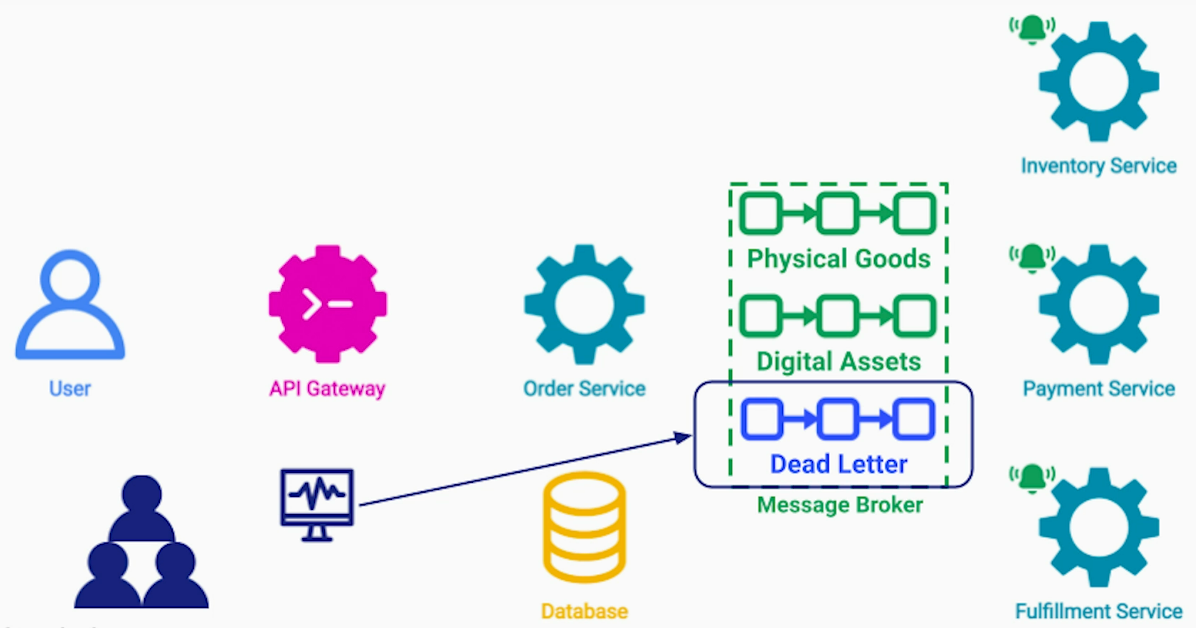 Inventory Service
Physical Goods
Digital Assets
User
API Gateway
Order Service
Payment Service
Dead Letter
Message Broker
Database
Fulfillment Service